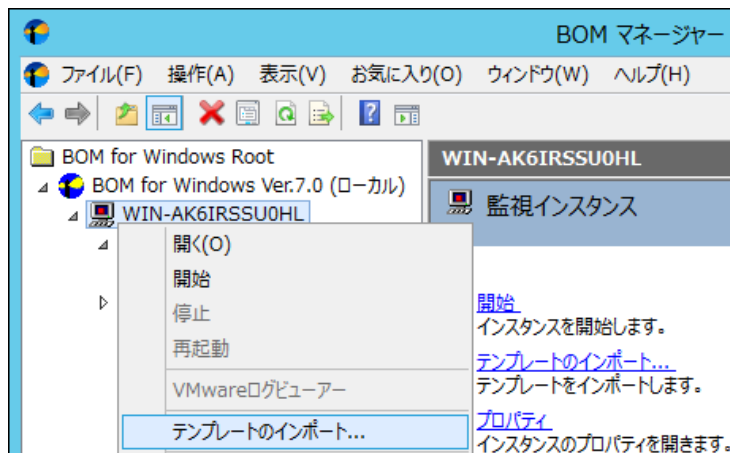 BOM マネージャー
ファイル(F) 操作(A) 表示(V) お気に入り(O) ウィンドウ(W) ヘルプ(H)
BOM for Windows Root
BOM for Windows Ver.7.0 (ローカル)
WIN-AK6IRSSU0HL
開く(O)
開始
停止
再起動
VMwareログビューアー
テンプレートのインポート...
WIN-AK6IRSSU0HL
監視インスタンス
開始
インスタンスを開始します。
テンプレートのインポート...
テンプレートをインポートします。
プロパティ
インスタンスのプロパティを開きます。